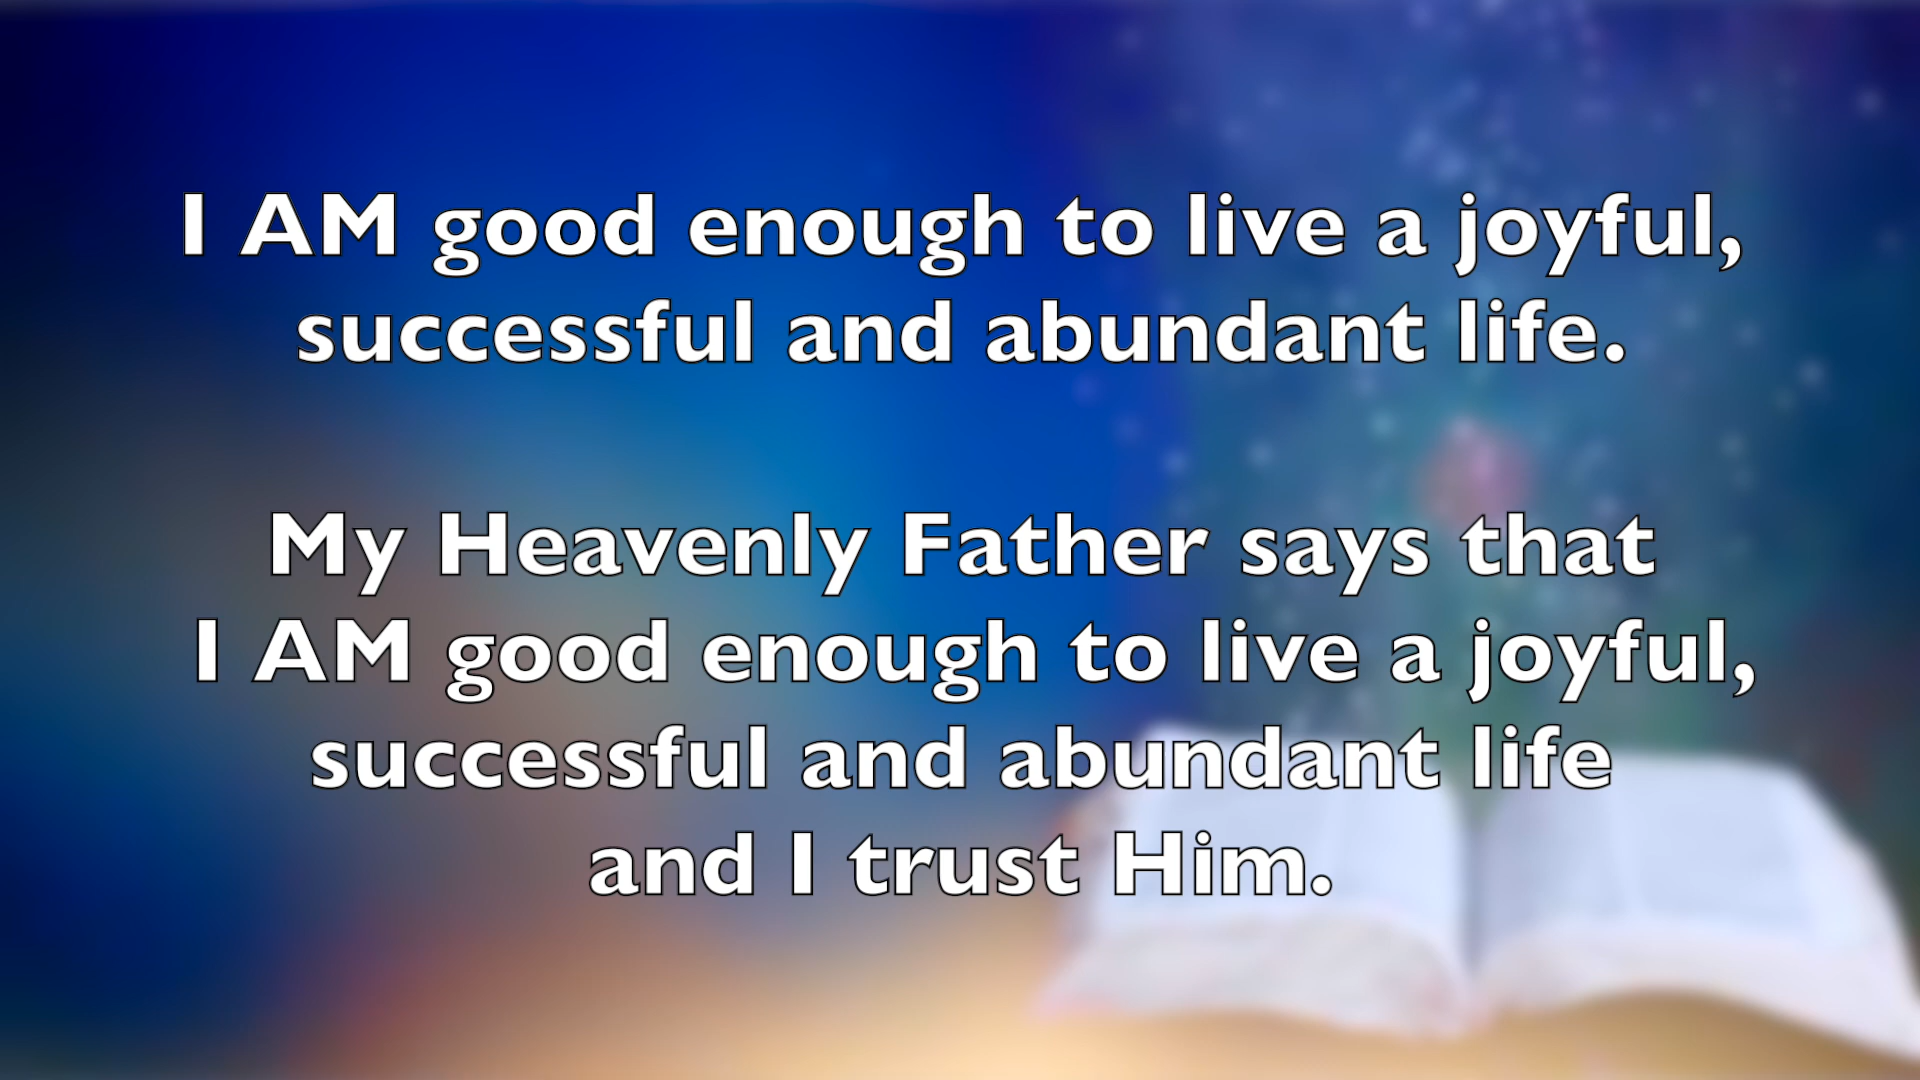 I AM good enough to live a joyful,
successful and abundant life.
My Heavenly Father says that
I AM good enough to live a joyful,
successful and abundant life
and I trust Him.